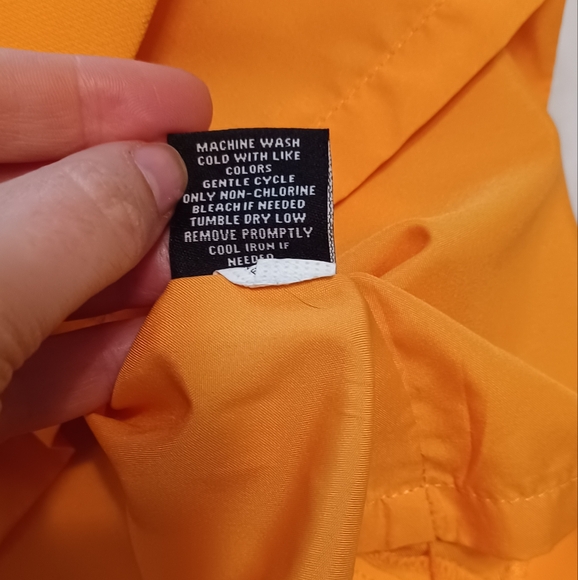 MACHINE WASH
COLD WITH LIKE
COLORS
GENTLE CYCLE
ONLY NON-CHLORINE
BLEACH IF NEEDED
TUMBLE DRY LOW
REMOVE PROMPTLY
COOL IRON IF
NEEDED